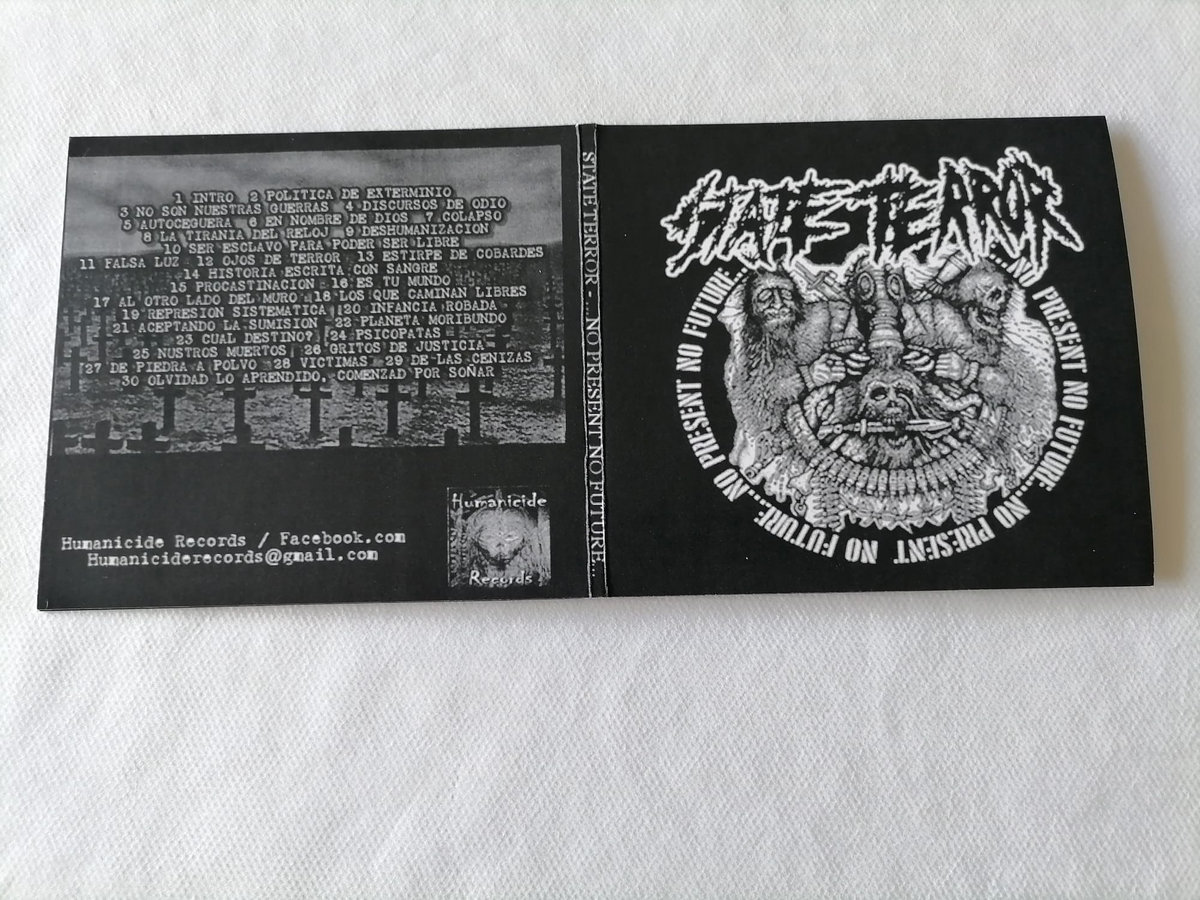 1 INTRO 2 POLITICA DE EXTERMINIO
3 NO SON NUESTRAS GUERRAS 4 DISCURSOS DE ODIO
5 AUTOCEGUERA 6 EN NOMBRE DE DIOS 7 COLAPSO
8 LA TIRANIA DEL RELOJ 9 DESHUMANIZACION
10 SER ESCLAVO PARA PODER SER LIBRE
11 FALSA LUZ 12 OJOS DE TERROR 13 ESTIRPE DE COBARDES
14 HISTORIA ESCRITA CON SANGRE
15 PROCASTINACION 16 ES TU MUNDO
17 AL OTRO LADO DEL MURO 18 LOS QUE CAMINAN LIBRES
19 REPRESION SISTEMATICA 20 INFANCIA ROBADA
21 ACEPTANDO LA SUMISION 22 PLANETA MORIBUNDO
23 CUAL DESTINO? 24 PSICOPATAS
25 NUSTROS MUERTOS 26 GRITOS DE JUSTICIA
27 DE PIEDRA A POLVO 28 VICTIMAS 29 DE LAS CENIZAS
30 OLVIDAD LO APRENDIDO, COMENZAD POR SOÑAR
Humanicide Records / Facebook.com
Humaniciderecords@gmail.com
Humanicide
Records
STATE TERROR - ...NO PRESENT NO FUTURE...
STATE TERROR
...NO PRESENT NO FUTURE...NO PRESENT NO FUTURE...NO PRESENT NO FUTURE...